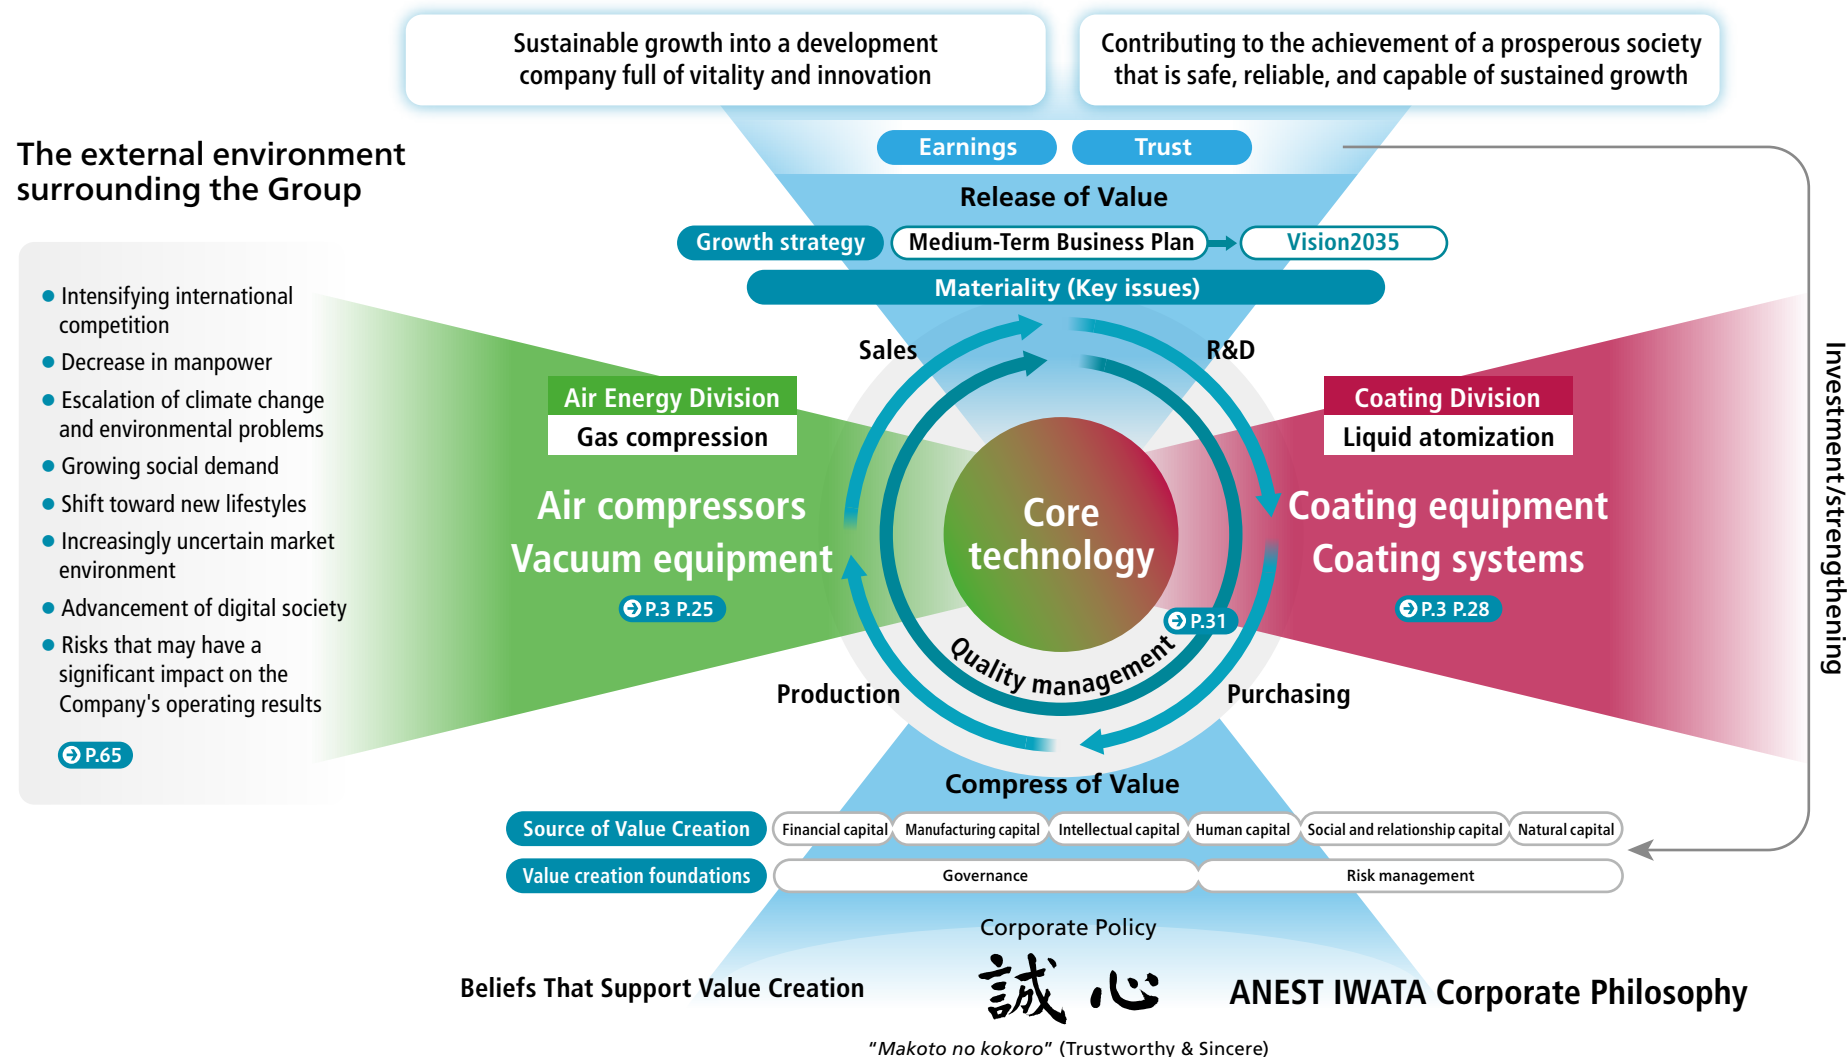 Sustainable growth into a development
company full of vitality and innovation
Contributing to the achievement of a prosperous society
that is safe, reliable, and capable of sustained growth
The external environment
surrounding the Group
Intensifying international
competition
Decrease in manpower
Escalation of climate change
and environmental problems
Growing social demand
Shift toward new lifestyles
Increasingly uncertain market
environment
Advancement of digital society
Risks that may have a
significant impact on the
Company's operating results
P.65
Earnings
Trust
Release of Value
Growth strategy
Medium-Term Business Plan
Vision2035
Materiality (Key issues)
Sales
R&D
Air Energy Division
Gas compression
Air compressors
Vacuum equipment
P.3 P.25
Core
technology
Coating Division
Liquid atomization
Coating equipment
Coating systems
P.3 P.28
P.31
Quality management
Production
Purchasing
Investment/strengthening
Compress of Value
Source of Value Creation
Financial capital
Manufacturing capital
Intellectual capital
Human capital
Social and relationship capital
Natural capital
Value creation foundations
Governance
Risk management
Corporate Policy
Beliefs That Support Value Creation
誠心
ANEST IWATA Corporate Philosophy
"Makoto no kokoro" (Trustworthy & Sincere)